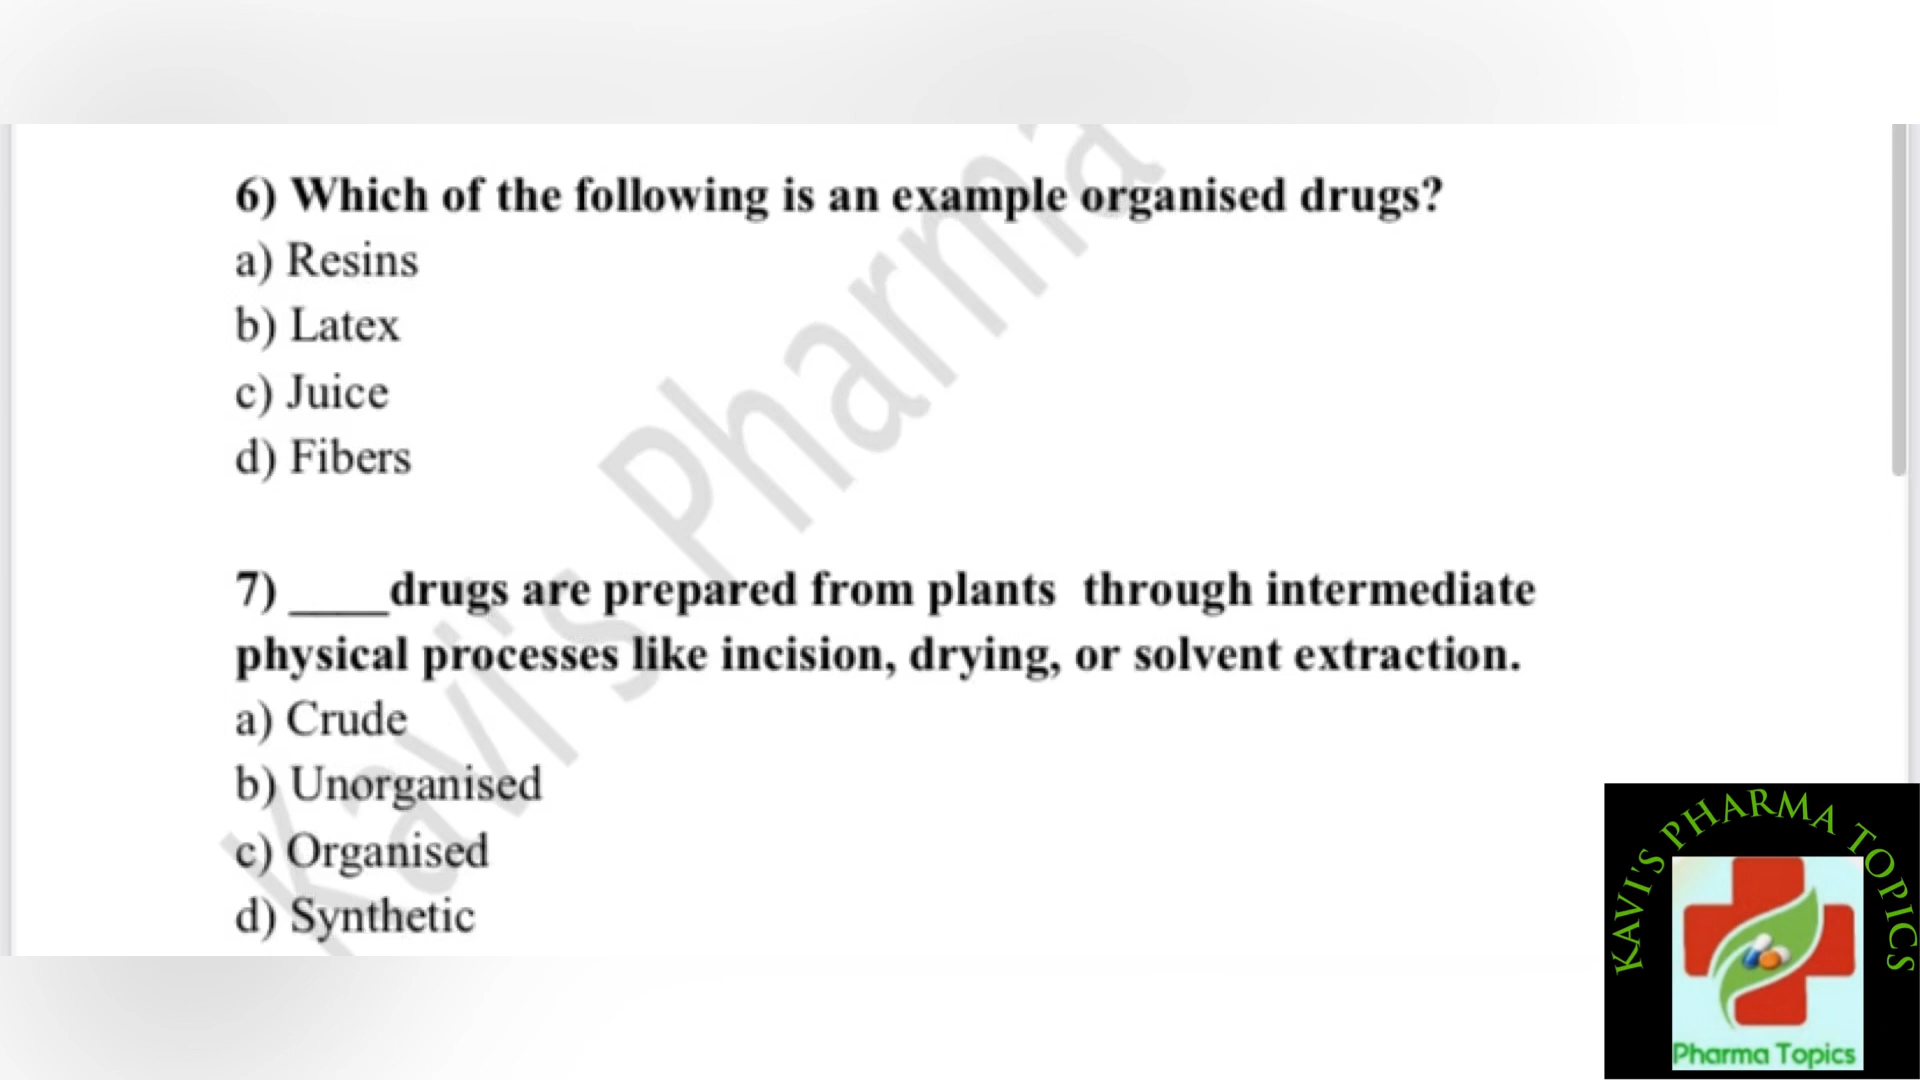 6) Which of the following is an example organised drugs?
a) Resins
b) Latex
c) Juice
d) Fibers
7) ____drugs are prepared from plants through intermediate
physical processes like incision, drying, or solvent extraction.
a) Crude
b) Unorganised
c) Organised
d) Synthetic
Kavi's Pharma
KAVI'S PHARMA TOPICS
Pharma Topics